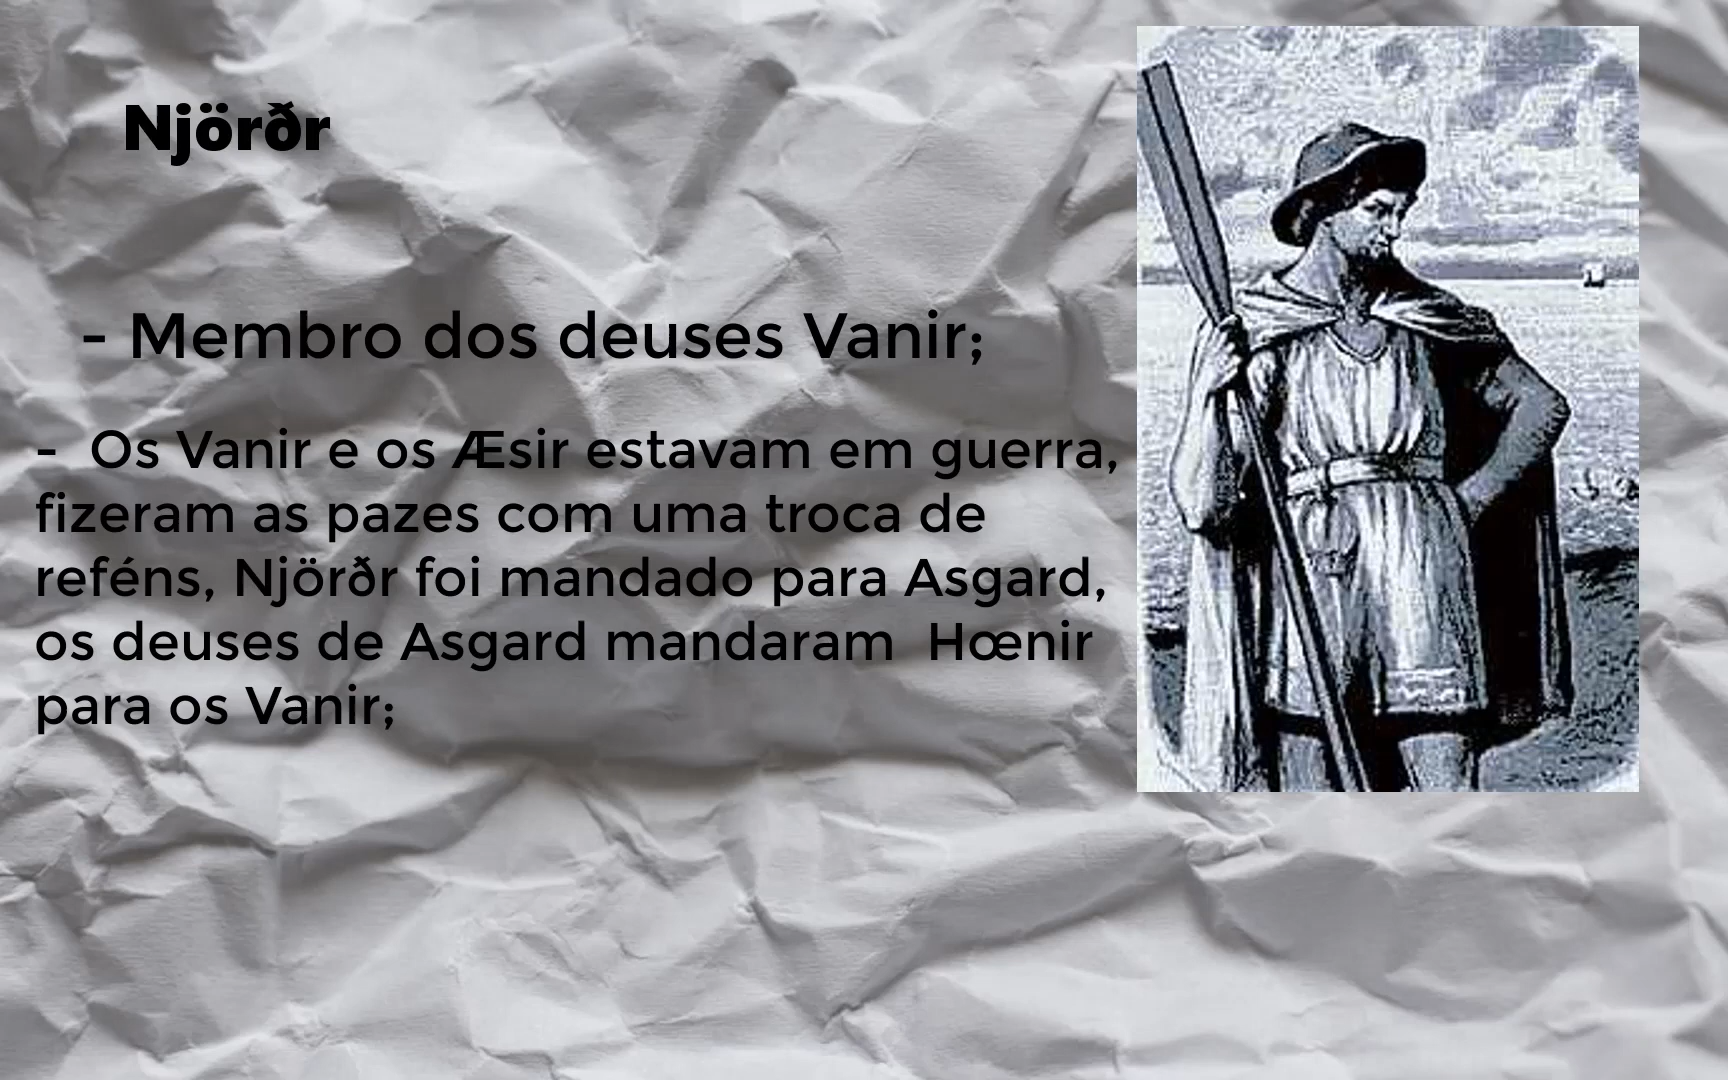 Njörðr
- Membro dos deuses Vanir;
- Os Vanir e os Æsir estavam em guerra,
fizeram as pazes com uma troca de
reféns, Njörðr foi mandado para Asgard,
os deuses de Asgard mandaram Hœnir
para os Vanir;